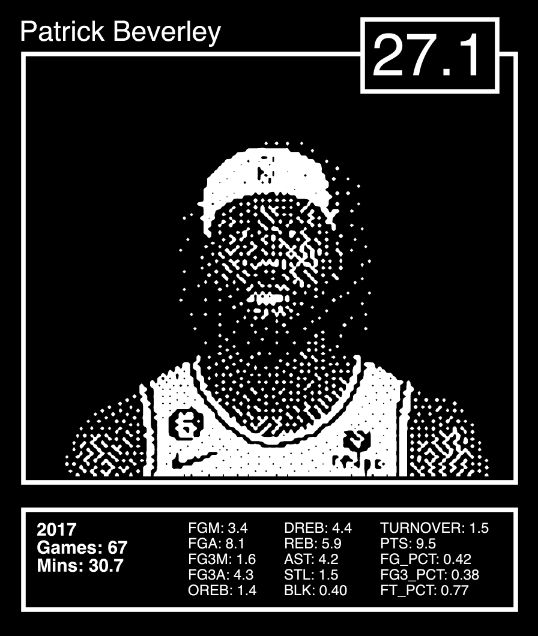 Patrick Beverley
27.1
6
2017
Games: 67
Mins: 30.7
FGM: 3.4
FGA: 8.1
FG3M: 1.6
FG3A: 4.3
OREB: 1.4
DREB: 4.4
REB: 5.9
AST: 4.2
STL: 1.5
BLK: 0.40
TURNOVER: 1.5
PTS: 9.5
FG_PCT: 0.42
FG3_PCT: 0.38
FT_PCT: 0.77